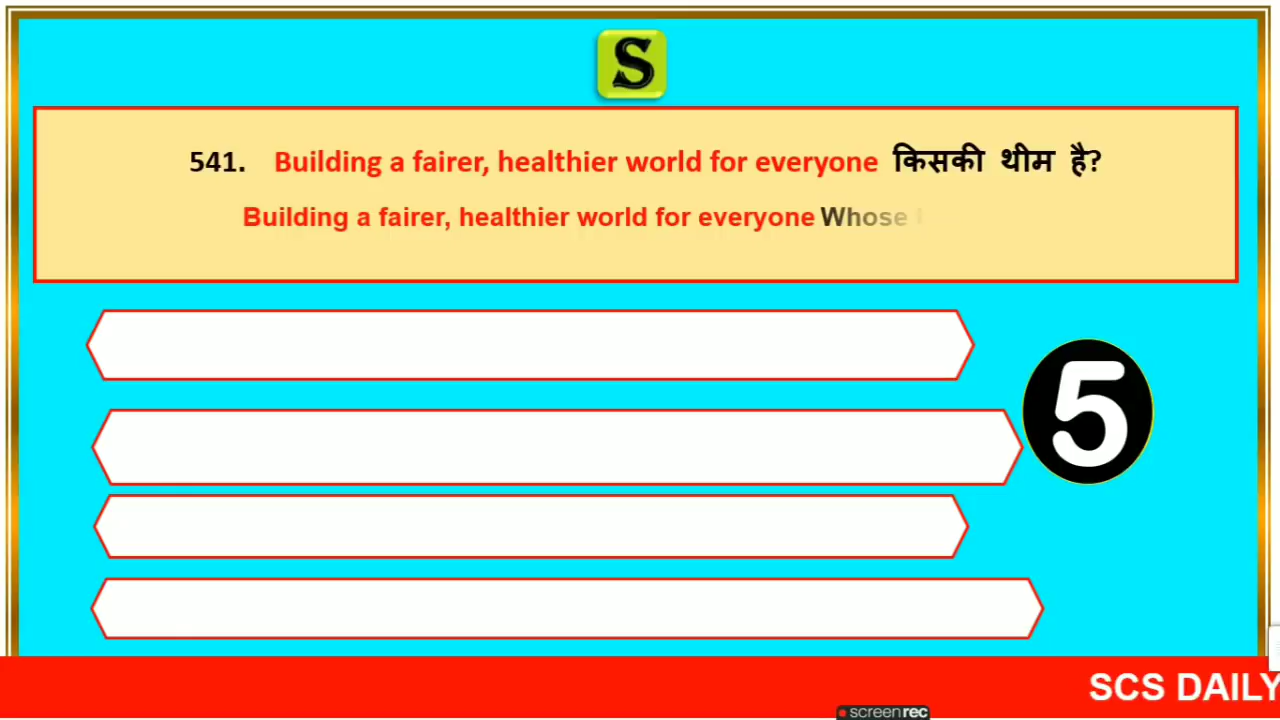 S
541. Building a fairer, healthier world for everyone किसकी थीम है?
Building a fairer, healthier world for everyone Whose
5
SCS DAILY
screenrec